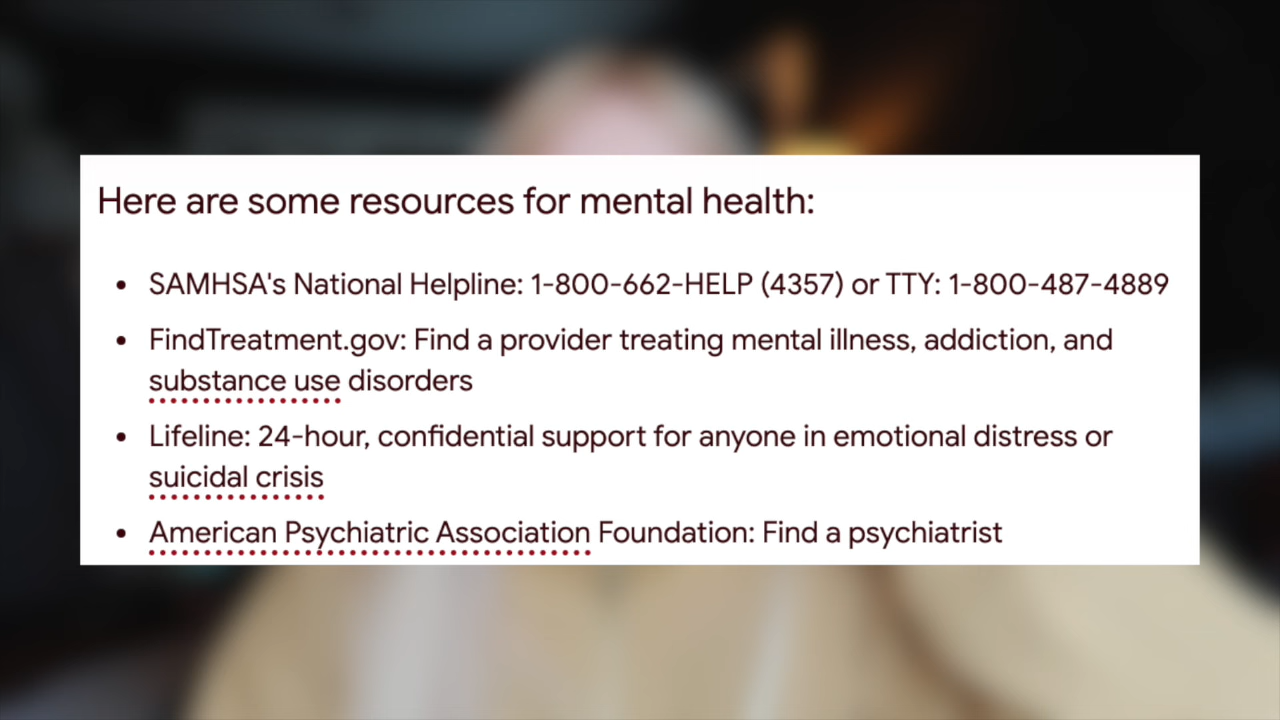 Here are some resources for mental health:
• SAMHSA's National Helpline: 1-800-662-HELP (4357) or TTY: 1-800-487-4889
• FindTreatment.gov: Find a provider treating mental illness, addiction, and
substance use disorders
• Lifeline: 24-hour, confidential support for anyone in emotional distress or
suicidal crisis
• American Psychiatric Association Foundation: Find a psychiatrist